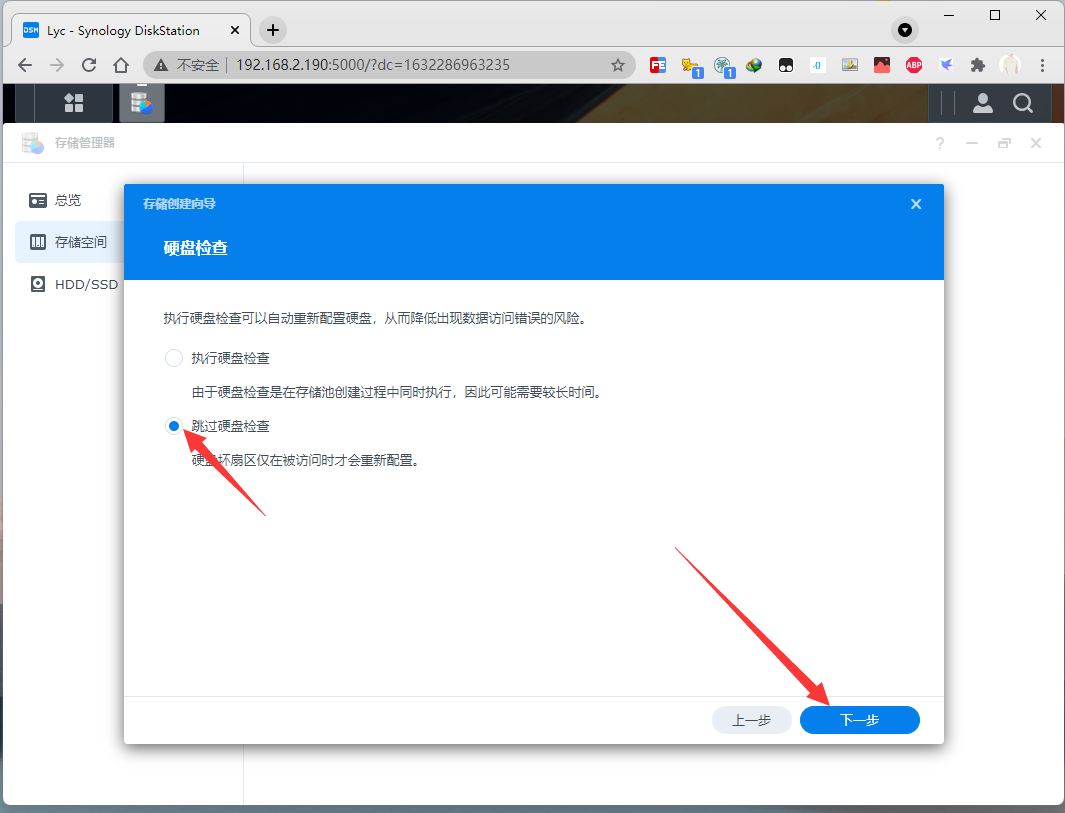 DSM Lyc - Synology DiskStation
不安全 192.168.2.190:5000/?dc=1632286963235
FE 1 1 ABP
存储管理器
总览
存储空间
HDD/SSD
存储创建向导
硬盘检查
执行硬盘检查可以自动重新配置硬盘，从而降低出现数据访问错误的风险。
执行硬盘检查
由于硬盘检查是在存储池创建过程中同时执行，因此可能需要较长时间。
跳过硬盘检查
硬盘坏扇区仅在被访问时才会重新配置。
上一步 下一步